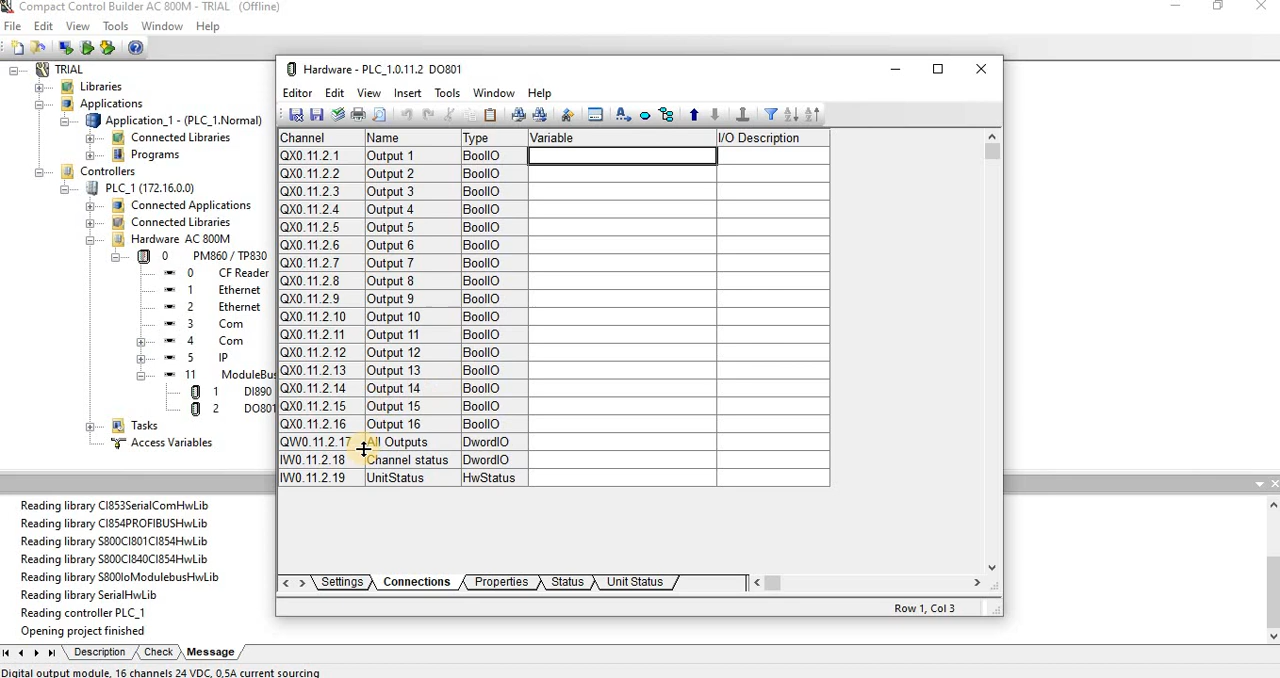 Compact Control Builder AC 800M - TRIAL (Offline)
File Edit View Tools Window Help
TRIAL
Libraries
Applications
Application_1 - (PLC_1.Normal)
Connected Libraries
Programs
Controllers
PLC_1 (172.16.0.0)
Connected Applications
Connected Libraries
Hardware AC 800M
0 PM860 / TP830
0 CF Reader
1 Ethernet
2 Ethernet
3 Com
4 Com
5 IP
11 ModuleBus
1 DI890
2 DO801
Tasks
Access Variables
Hardware - PLC_1.0.11.2 DO801
Editor Edit View Insert Tools Window Help
Channel Name Type Variable I/O Description
QX0.11.2.1 Output 1 BoolIO
QX0.11.2.2 Output 2 BoolIO
QX0.11.2.3 Output 3 BoolIO
QX0.11.2.4 Output 4 BoolIO
QX0.11.2.5 Output 5 BoolIO
QX0.11.2.6 Output 6 BoolIO
QX0.11.2.7 Output 7 BoolIO
QX0.11.2.8 Output 8 BoolIO
QX0.11.2.9 Output 9 BoolIO
QX0.11.2.10 Output 10 BoolIO
QX0.11.2.11 Output 11 BoolIO
QX0.11.2.12 Output 12 BoolIO
QX0.11.2.13 Output 13 BoolIO
QX0.11.2.14 Output 14 BoolIO
QX0.11.2.15 Output 15 BoolIO
QX0.11.2.16 Output 16 BoolIO
QW0.11.2.17 All Outputs DwordIO
IW0.11.2.18 Channel status DwordIO
IW0.11.2.19 UnitStatus HwStatus
Settings Connections Properties Status Unit Status
Row 1, Col 3
Reading library CI853SerialComHwLib
Reading library CI854PROFIBUSHwLib
Reading library S800CI801CI854HwLib
Reading library S800CI840CI854HwLib
Reading library S800IoModulebusHwLib
Reading library SerialHwLib
Reading controller PLC_1
Opening project finished
Description Check Message
Digital output module, 16 channels 24 VDC, 0,5A current sourcing